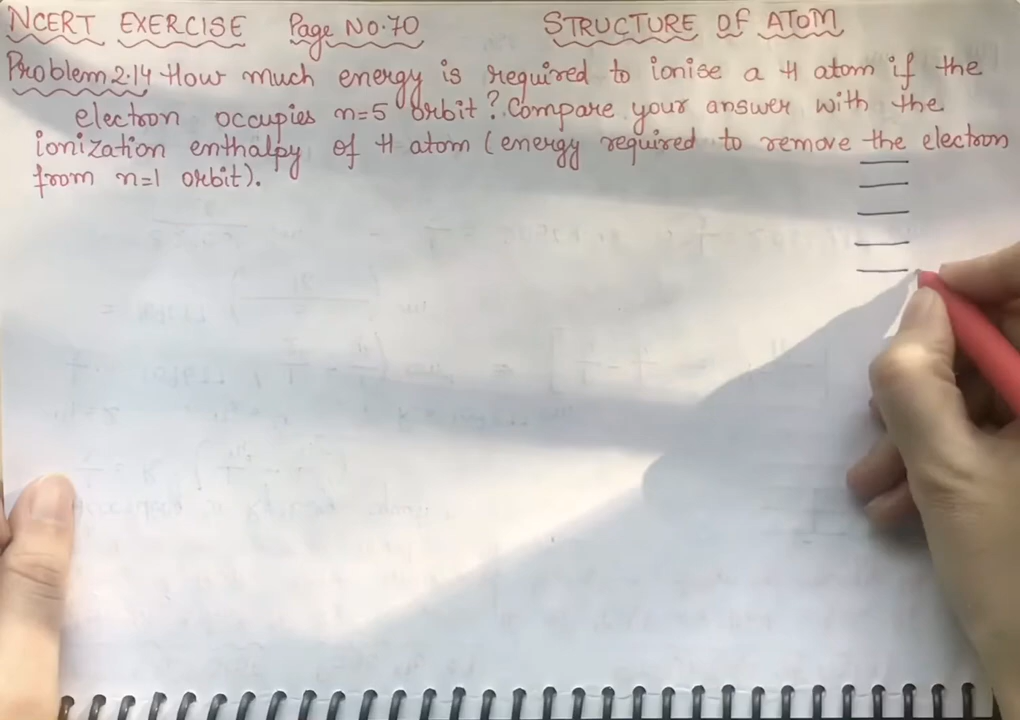 NCERT EXERCISE Page No.70 STRUCTURE OF ATOM
Problem 2.14 How much energy is required to ionise a H atom if the
electron occupies n=5 orbit? Compare your answer with the
ionization enthalpy of H atom (energy required to remove the electron
from n=1 orbit).